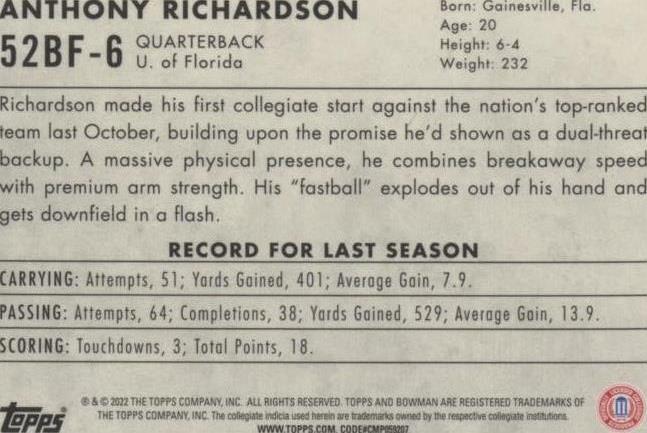 ANTHONY RICHARDSON
Born: Gainesville, Fla.
Age: 20
Height: 6-4
Weight: 232
52BF-6
QUARTERBACK
U. of Florida
Richardson made his first collegiate start against the nation's top-ranked
team last October, building upon the promise he'd shown as a dual-threat
backup. A massive physical presence, he combines breakaway speed
with premium arm strength. His "fastball" explodes out of his hand and
gets downfield in a flash.
RECORD FOR LAST SEASON
CARRYING: Attempts, 51; Yards Gained, 401; Average Gain, 7.9.
PASSING: Attempts, 64; Completions, 38; Yards Gained, 529; Average Gain, 13.9.
SCORING: Touchdowns, 3; Total Points, 18.
topps
® & © 2022 THE TOPPS COMPANY, INC. ALL RIGHTS RESERVED. TOPPS AND BOWMAN ARE REGISTERED TRADEMARKS OF
THE TOPPS COMPANY, INC. The collegiate indicia used herein are trademarks owned by the respective collegiate institutions.
WWW.TOPPS.COM CODE#CMP059207